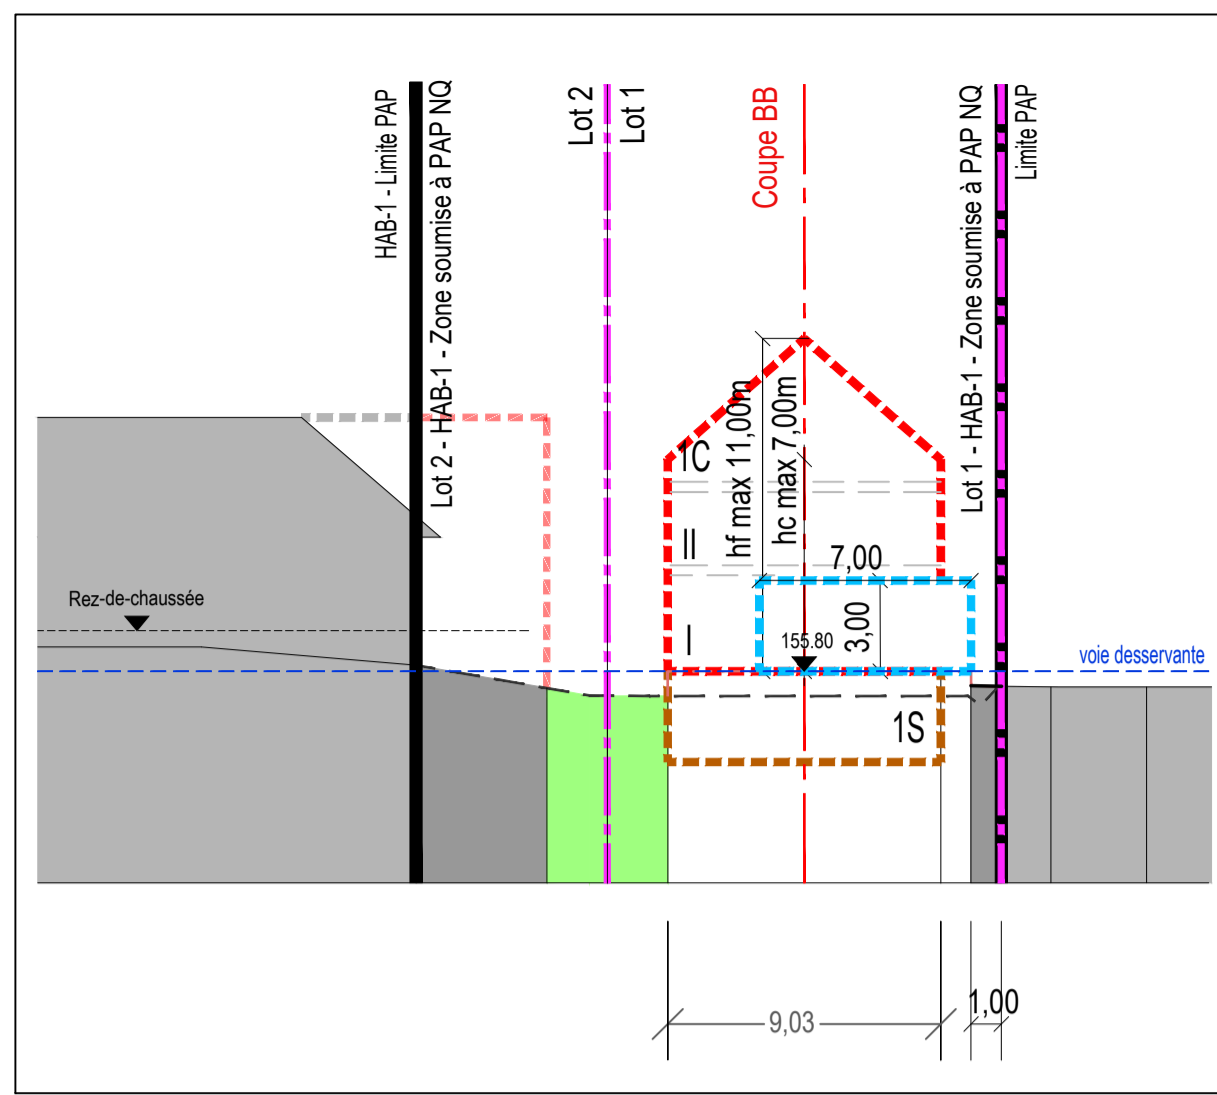 HAB-1 - Limite PAP
Lot 2 - HAB-1 - Zone soumise à PAP NQ
Lot 2
Lot 1
Coupe BB
Lot 1 - HAB-1 - Zone soumise à PAP NQ
Limite PAP
hf max 11,00m
hc max 7,00m
1C
II
7,00
Rez-de-chaussée
I
155.80
3,00
voie desservante
1S
1,00
9,03